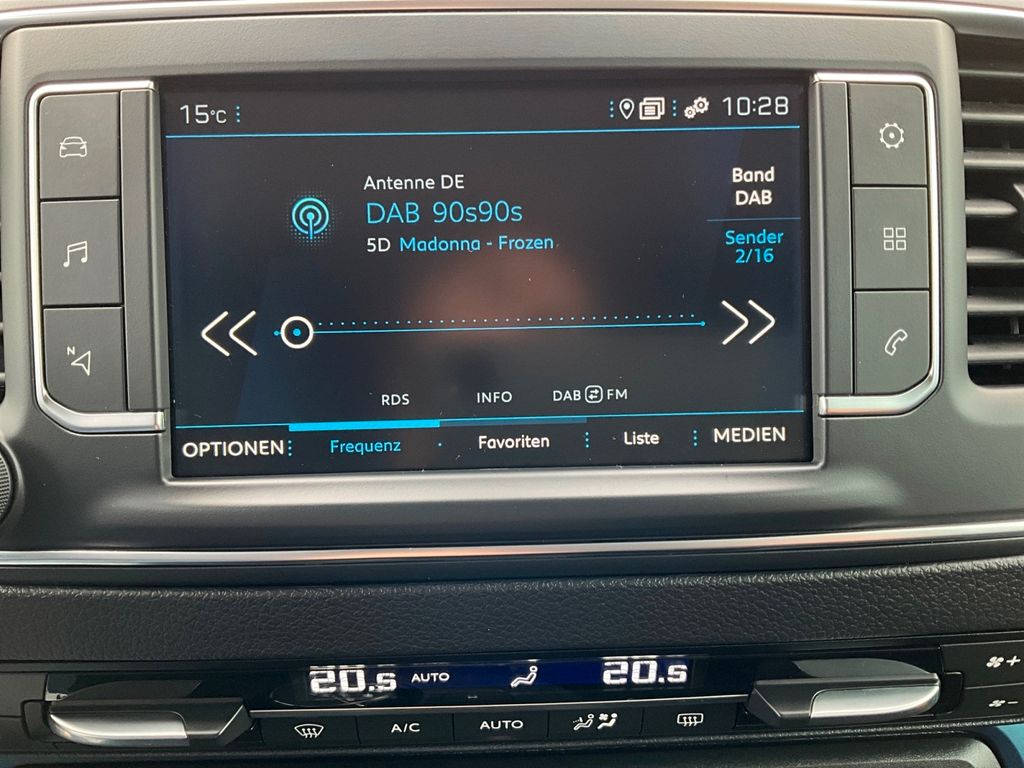 15°C
10:28
Antenne DE
DAB 90s90s
5D Madonna - Frozen
Band
DAB
Sender
2/16
N
RDS INFO DAB FM
OPTIONEN Frequenz Favoriten Liste MEDIEN
20.5 AUTO 20.5
A/C AUTO
+
-